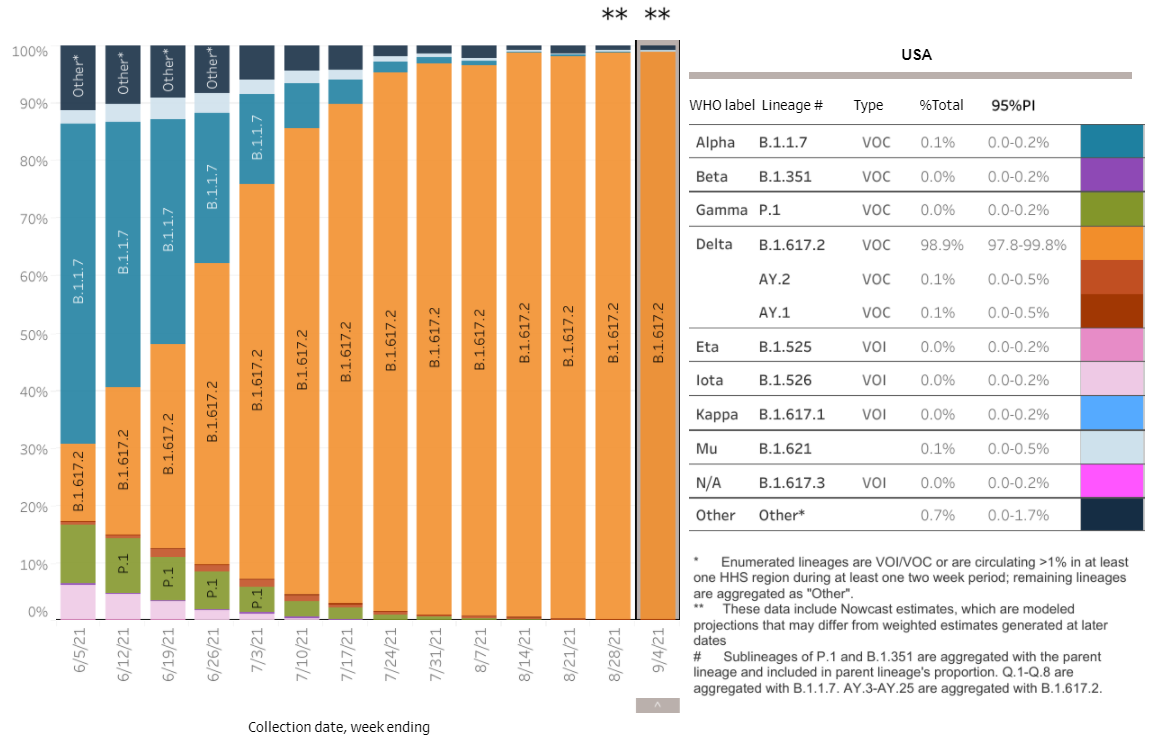 ** **
100%
90%
80%
70%
60%
50%
40%
30%
20%
10%
0%
Other* Other* Other* Other*
B.1.1.7 B.1.1.7 B.1.1.7 B.1.1.7 B.1.1.7
B.1.617.2 B.1.617.2 B.1.617.2 B.1.617.2 B.1.617.2 B.1.617.2 B.1.617.2 B.1.617.2 B.1.617.2 B.1.617.2 B.1.617.2 B.1.617.2 B.1.617.2 B.1.617.2
P.1 P.1 P.1 P.1
6/5/21 6/12/21 6/19/21 6/26/21 7/3/21 7/10/21 7/17/21 7/24/21 7/31/21 8/7/21 8/14/21 8/21/21 8/28/21 9/4/21
^
Collection date, week ending
USA
WHO label Lineage # Type %Total 95%PI
Alpha B.1.1.7 VOC 0.1% 0.0-0.2%
Beta B.1.351 VOC 0.0% 0.0-0.2%
Gamma P.1 VOC 0.0% 0.0-0.2%
Delta B.1.617.2 VOC 98.9% 97.8-99.8%
AY.2 VOC 0.1% 0.0-0.5%
AY.1 VOC 0.1% 0.0-0.5%
Eta B.1.525 VOI 0.0% 0.0-0.2%
Iota B.1.526 VOI 0.0% 0.0-0.2%
Kappa B.1.617.1 VOI 0.0% 0.0-0.2%
Mu B.1.621 0.1% 0.0-0.5%
N/A B.1.617.3 VOI 0.0% 0.0-0.2%
Other Other* 0.7% 0.0-1.7%
* Enumerated lineages are VOI/VOC or are circulating >1% in at least
one HHS region during at least one two week period; remaining lineages
are aggregated as "Other".
** These data include Nowcast estimates, which are modeled
projections that may differ from weighted estimates generated at later
dates
# Sublineages of P.1 and B.1.351 are aggregated with the parent
lineage and included in parent lineage's proportion. Q.1-Q.8 are
aggregated with B.1.1.7. AY.3-AY.25 are aggregated with B.1.617.2.